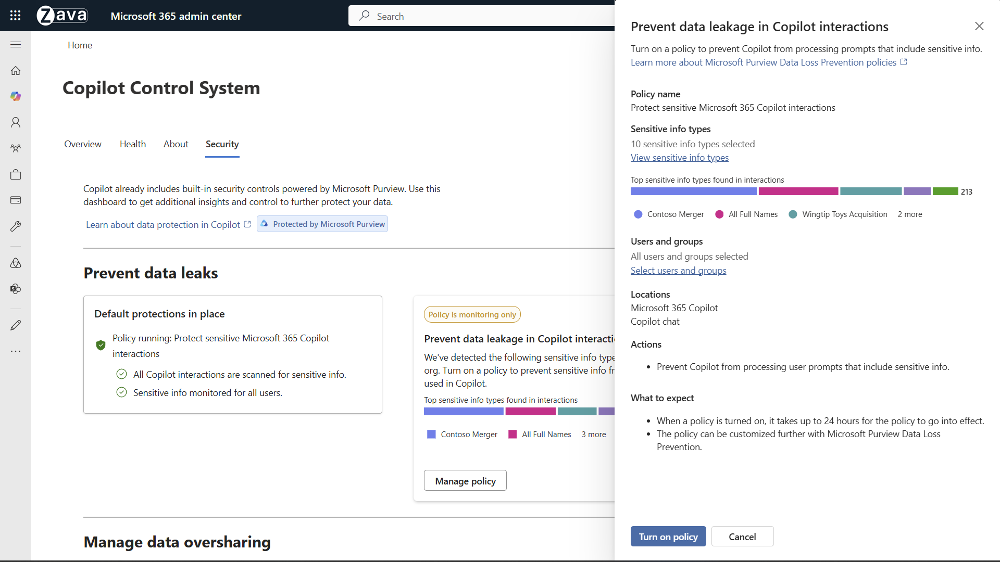 Zava
Microsoft 365 admin center
Search
Home
Copilot Control System
Overview
Health
About
Security
Copilot already includes built-in security controls powered by Microsoft Purview. Use this
dashboard to get additional insights and control to further protect your data.
Learn about data protection in Copilot
Protected by Microsoft Purview
Prevent data leaks
Default protections in place
Policy running: Protect sensitive Microsoft 365 Copilot
interactions
All Copilot interactions are scanned for sensitive info.
Sensitive info monitored for all users.
Policy is monitoring only
Prevent data leakage in Copilot interacti
We've detected the following sensitive info type
org. Turn on a policy to prevent sensitive info fr
used in Copilot.
Top sensitive info types found in interactions
Contoso Merger
All Full Names
3 more
Manage policy
Manage data oversharing
Prevent data leakage in Copilot interactions
Turn on a policy to prevent Copilot from processing prompts that include sensitive info.
Learn more about Microsoft Purview Data Loss Prevention policies
Policy name
Protect sensitive Microsoft 365 Copilot interactions
Sensitive info types
10 sensitive info types selected
View sensitive info types
Top sensitive info types found in interactions
213
Contoso Merger
All Full Names
Wingtip Toys Acquisition
2 more
Users and groups
All users and groups selected
Select users and groups
Locations
Microsoft 365 Copilot
Copilot chat
Actions
• Prevent Copilot from processing user prompts that include sensitive info.
What to expect
• When a policy is turned on, it takes up to 24 hours for the policy to go into effect.
• The policy can be customized further with Microsoft Purview Data Loss
Prevention.
Turn on policy
Cancel